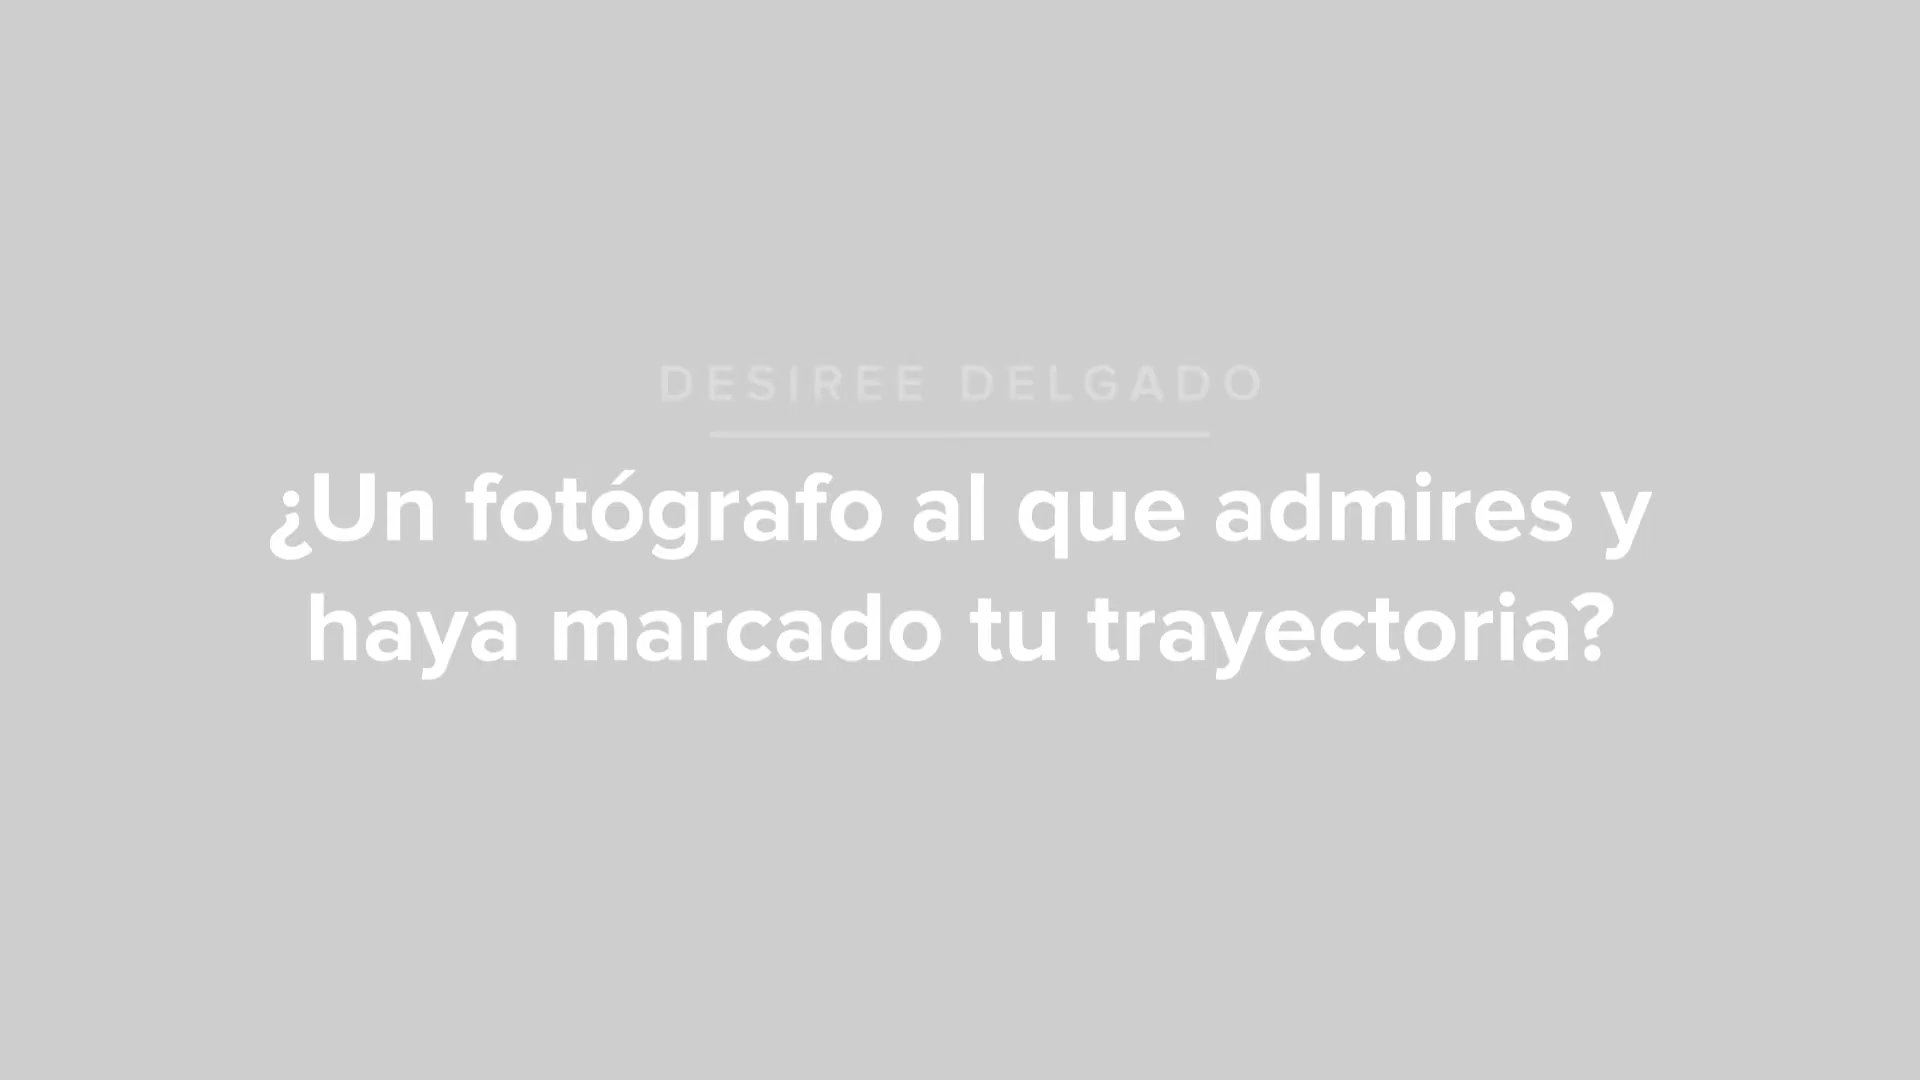 DESIREE DELGADO
¿Un fotógrafo al que admires y
haya marcado tu trayectoria?